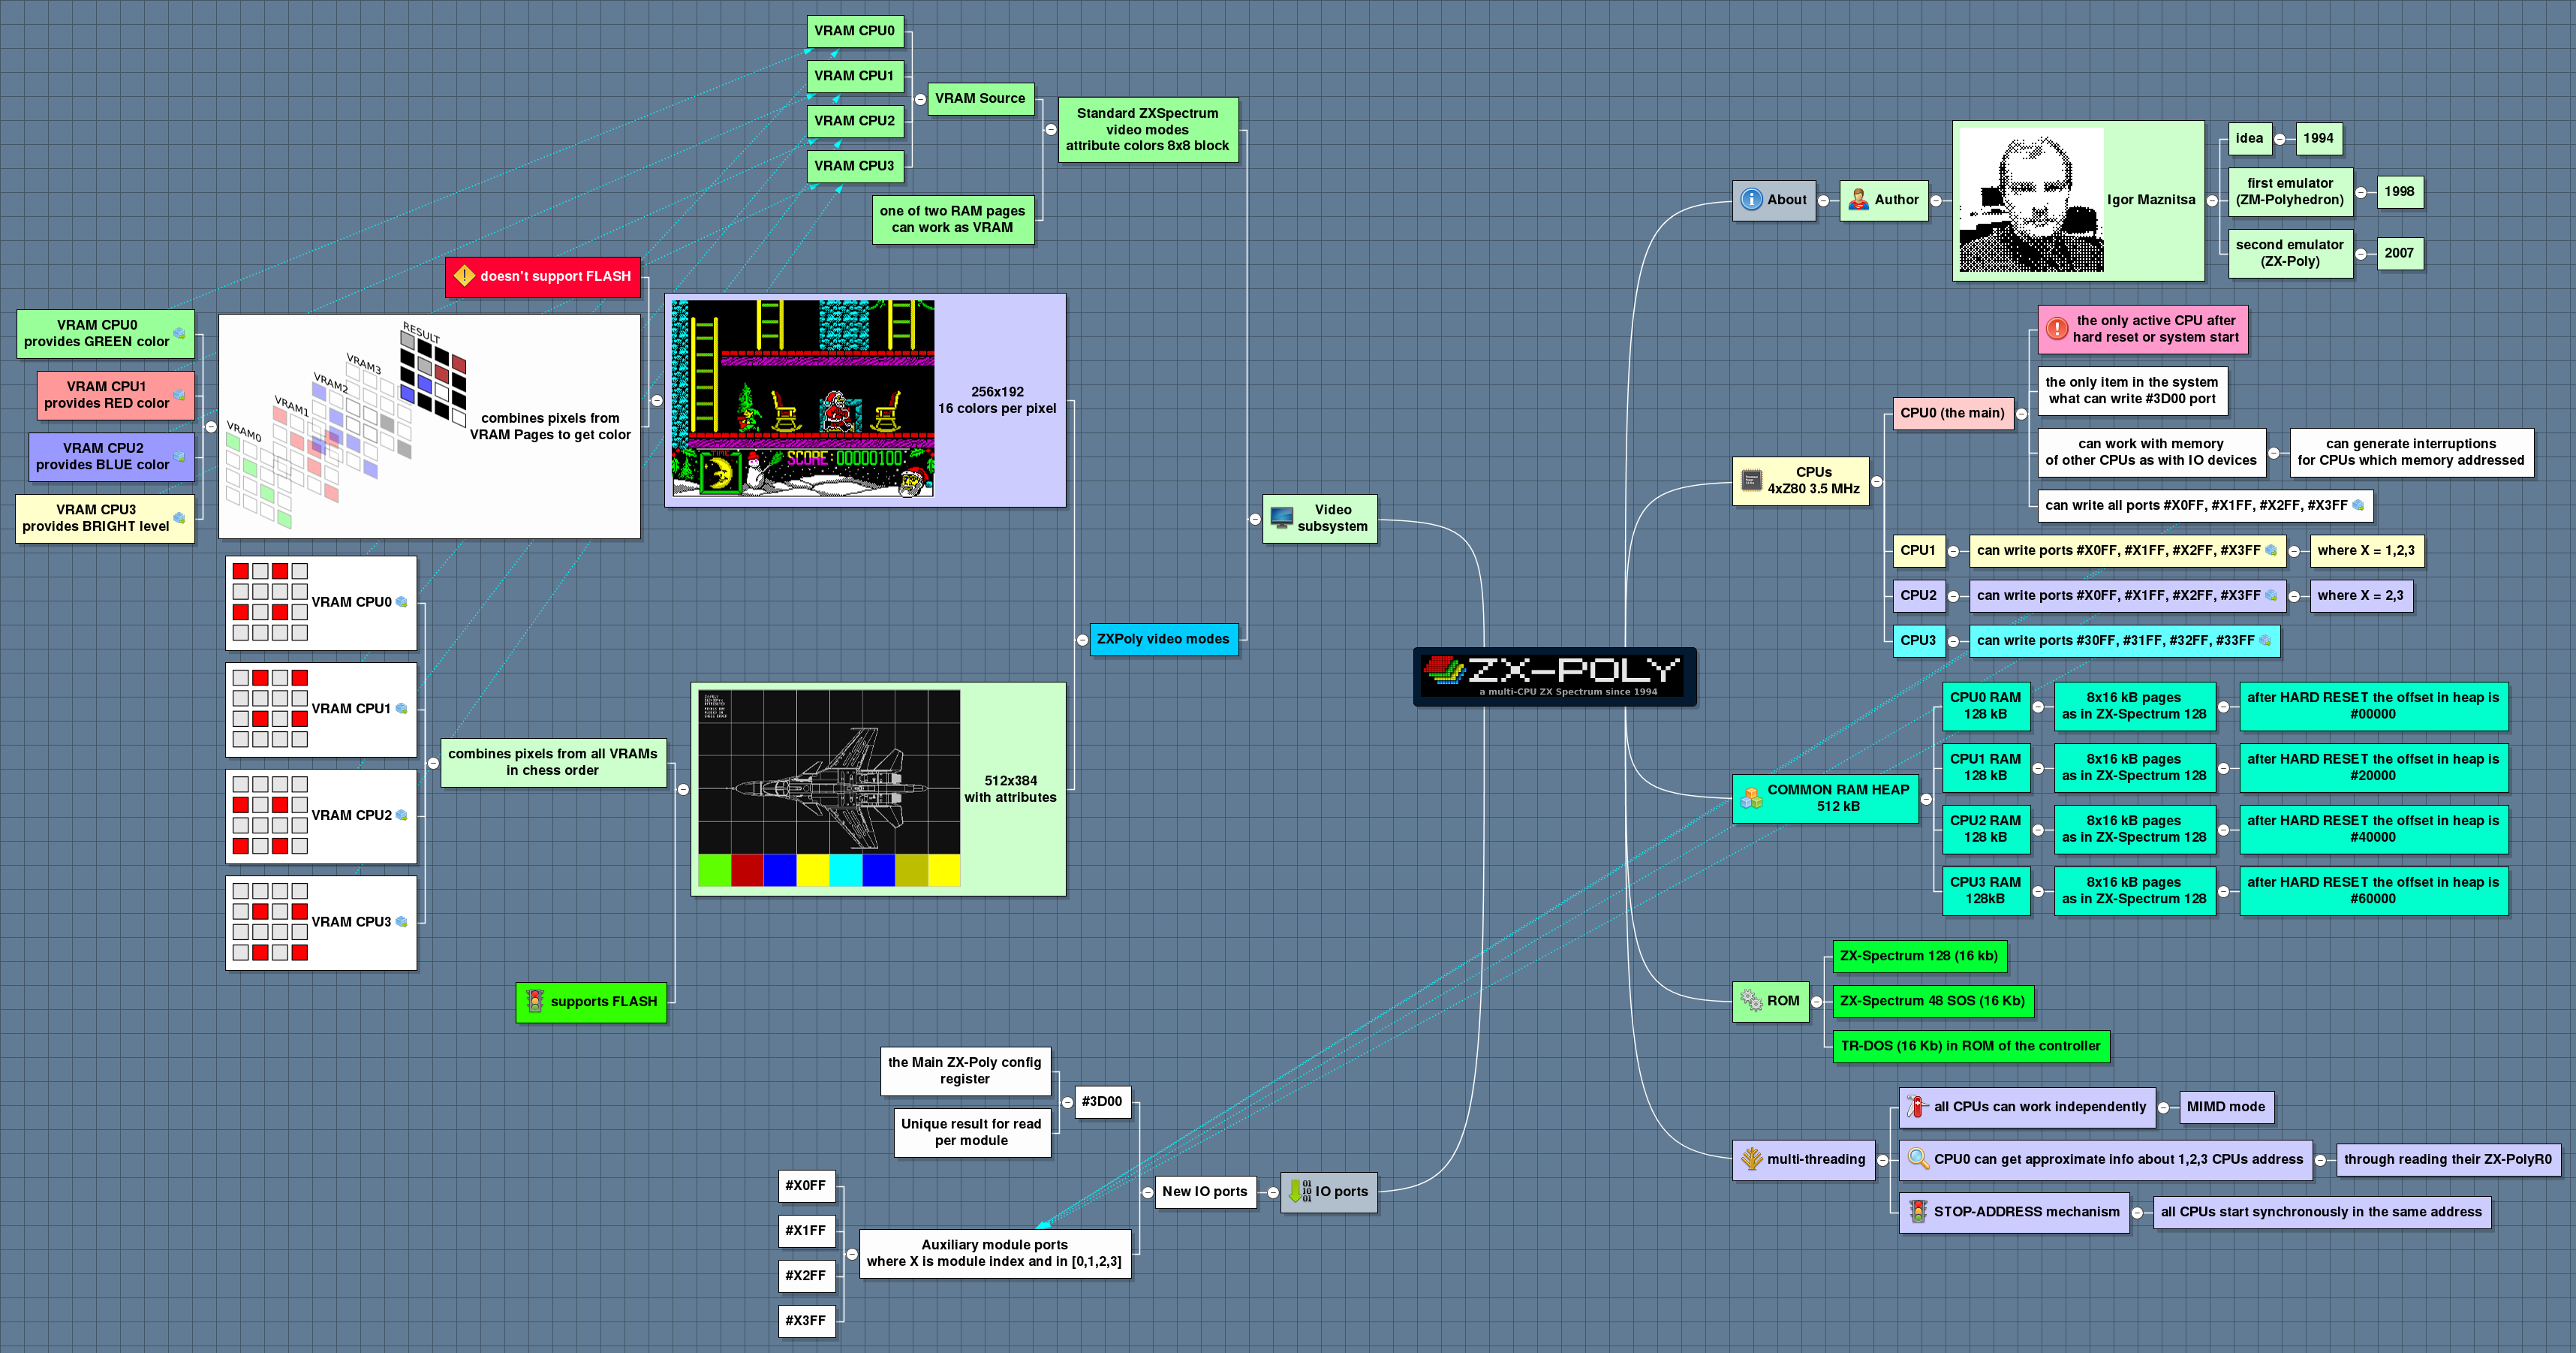 VRAM CPU0
VRAM CPU1
VRAM CPU2
VRAM CPU3
VRAM Source
one of two RAM pages
can work as VRAM
Standard ZXSpectrum
video modes
attribute colors 8x8 block
doesn't support FLASH
VRAM CPU0
provides GREEN color
VRAM CPU1
provides RED color
VRAM CPU2
provides BLUE color
VRAM CPU3
provides BRIGHT level
RESULT
VRAM3
VRAM2
VRAM1
VRAM0
combines pixels from
VRAM Pages to get color
SCORE: 00000100
256x192
16 colors per pixel
Video
subsystem
ZXPoly video modes
VRAM CPU0
VRAM CPU1
VRAM CPU2
VRAM CPU3
combines pixels from all VRAMs
in chess order
512x384
with attributes
supports FLASH
the Main ZX-Poly config
register
Unique result for read
per module
#3D00
#X0FF
#X1FF
#X2FF
#X3FF
Auxiliary module ports
where X is module index and in [0,1,2,3]
New IO ports
IO ports
ZX-POLY
a multi-CPU ZX Spectrum since 1994
About
Author
Igor Maznitsa
idea
1994
first emulator
(ZM-Polyhedron)
1998
second emulator
(ZX-Poly)
2007
CPUs
4xZ80 3.5 MHz
CPU0 (the main)
the only active CPU after
hard reset or system start
the only item in the system
what can write #3D00 port
can work with memory
of other CPUs as with IO devices
can generate interruptions
for CPUs which memory addressed
can write all ports #X0FF, #X1FF, #X2FF, #X3FF
CPU1
can write ports #X0FF, #X1FF, #X2FF, #X3FF
where X = 1,2,3
CPU2
can write ports #X0FF, #X1FF, #X2FF, #X3FF
where X = 2,3
CPU3
can write ports #30FF, #31FF, #32FF, #33FF
COMMON RAM HEAP
512 kB
CPU0 RAM
128 kB
8x16 kB pages
as in ZX-Spectrum 128
after HARD RESET the offset in heap is
#00000
CPU1 RAM
128 kB
8x16 kB pages
as in ZX-Spectrum 128
after HARD RESET the offset in heap is
#20000
CPU2 RAM
128 kB
8x16 kB pages
as in ZX-Spectrum 128
after HARD RESET the offset in heap is
#40000
CPU3 RAM
128kB
8x16 kB pages
as in ZX-Spectrum 128
after HARD RESET the offset in heap is
#60000
ROM
ZX-Spectrum 128 (16 kb)
ZX-Spectrum 48 SOS (16 Kb)
TR-DOS (16 Kb) in ROM of the controller
multi-threading
all CPUs can work independently
MIMD mode
CPU0 can get approximate info about 1,2,3 CPUs address
through reading their ZX-PolyR0
STOP-ADDRESS mechanism
all CPUs start synchronously in the same address